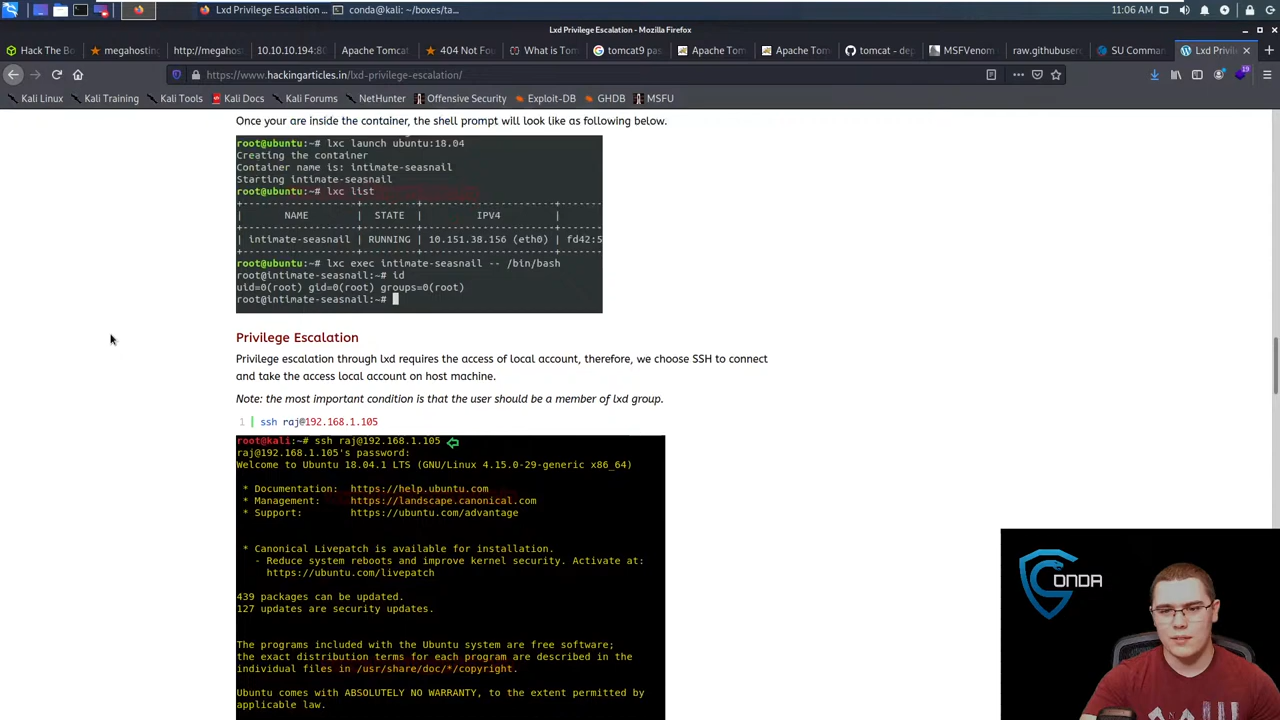 Lxd Privilege Escalation ...
conda@kali: ~/boxes/ta...
11:06 AM
Lxd Privilege Escalation - Mozilla Firefox
Hack The Bo
megahostin
http://megahos
10.10.10.194:80
Apache Tomcat
404 Not Fou
What is Tom
tomcat9 pa
Apache Tom
Apache Tom
tomcat - dep
MSFVenom
raw.githubuserc
SU Comman
Lxd Privi
https://www.hackingarticles.in/lxd-privilege-escalation/
19
Kali Linux
Kali Training
Kali Tools
Kali Docs
Kali Forums
NetHunter
Offensive Security
Exploit-DB
GHDB
MSFU
Once your are inside the container, the shell prompt will look like as following below.
root@ubuntu:~# lxc launch ubuntu:18.04
Creating the container
Container name is: intimate-seasnail
Starting intimate-seasnail
root@ubuntu:~# lxc list
+-------------------+---------+----------------------+------
| NAME | STATE | IPV4 |
+-------------------+---------+----------------------+------
| intimate-seasnail | RUNNING | 10.151.38.156 (eth0) | fd42:5
+-------------------+---------+----------------------+------
root@ubuntu:~# lxc exec intimate-seasnail -- /bin/bash
root@intimate-seasnail:~# id
uid=0(root) gid=0(root) groups=0(root)
root@intimate-seasnail:~#
Privilege Escalation
Privilege escalation through lxd requires the access of local account, therefore, we choose SSH to connect
and take the access local account on host machine.
Note: the most important condition is that the user should be a member of lxd group.
1 ssh raj@192.168.1.105
root@kali:~# ssh raj@192.168.1.105
raj@192.168.1.105's password:
Welcome to Ubuntu 18.04.1 LTS (GNU/Linux 4.15.0-29-generic x86_64)
* Documentation: https://help.ubuntu.com
* Management: https://landscape.canonical.com
* Support: https://ubuntu.com/advantage
* Canonical Livepatch is available for installation.
- Reduce system reboots and improve kernel security. Activate at:
https://ubuntu.com/livepatch
439 packages can be updated.
127 updates are security updates.
The programs included with the Ubuntu system are free software;
the exact distribution terms for each program are described in the
individual files in /usr/share/doc/*/copyright.
Ubuntu comes with ABSOLUTELY NO WARRANTY, to the extent permitted by
applicable law.
CONDA